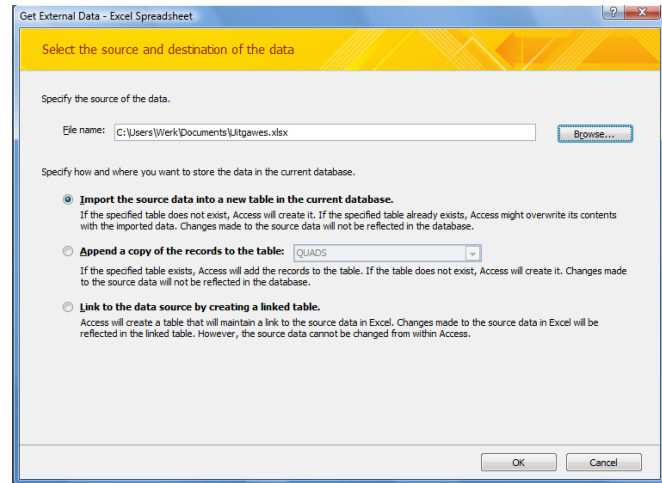 Get External Data - Excel Spreadsheet
Select the source and destination of the data
Specify the source of the data.
File name: C:\Users\Werk\Documents\Uitgawes.xlsx Browse...
Specify how and where you want to store the data in the current database.
Import the source data into a new table in the current database.
If the specified table does not exist, Access will create it. If the specified table already exists, Access might overwrite its contents
with the imported data. Changes made to the source data will not be reflected in the database.
Append a copy of the records to the table: QUADS
If the specified table exists, Access will add the records to the table. If the table does not exist, Access will create it. Changes made
to the source data will not be reflected in the database.
Link to the data source by creating a linked table.
Access will create a table that will maintain a link to the source data in Excel. Changes made to the source data in Excel will be
reflected in the linked table. However, the source data cannot be changed from within Access.
OK Cancel